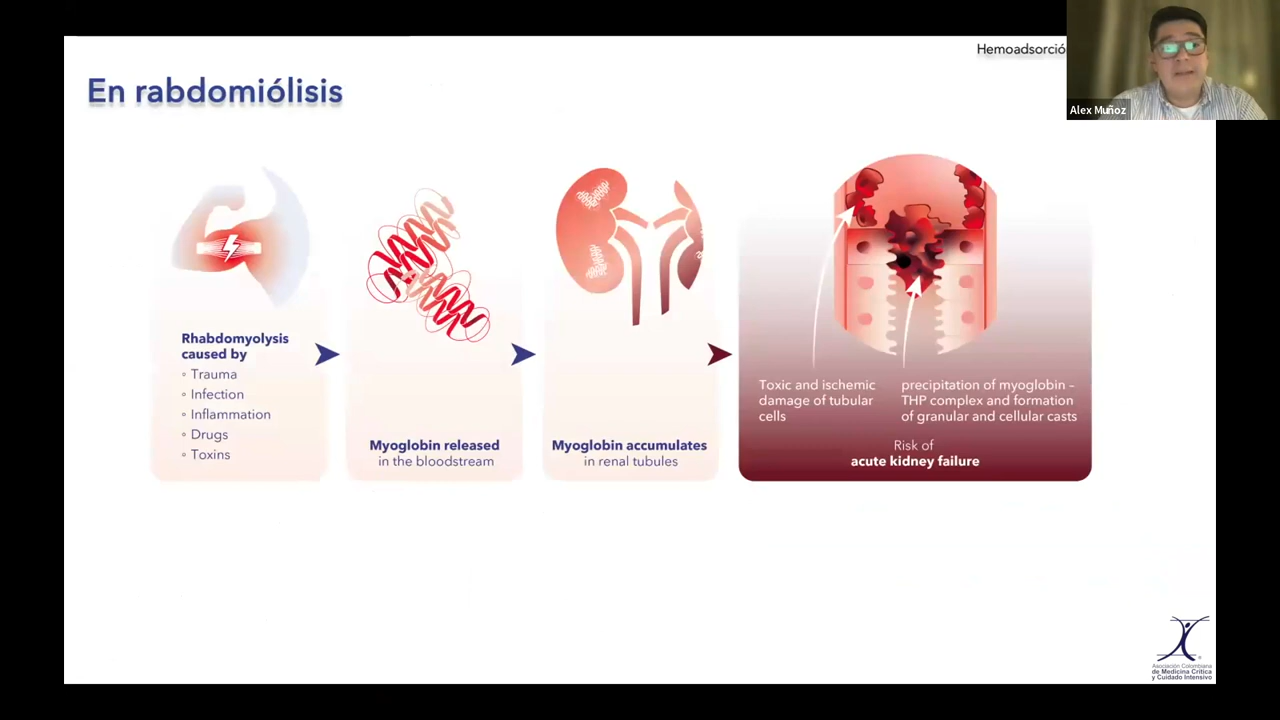 Hemoadsorció
Alex Muñoz
En rabdomiólisis
Rhabdomyolysis
caused by
◦ Trauma
◦ Infection
◦ Inflammation
◦ Drugs
◦ Toxins
Myoglobin released
in the bloodstream
Myoglobin accumulates
in renal tubules
Toxic and ischemic
damage of tubular
cells
precipitation of myoglobin –
THP complex and formation
of granular and cellular casts
Risk of
acute kidney failure
Asociación Colombiana
de Medicina Crítica
y Cuidado Intensivo